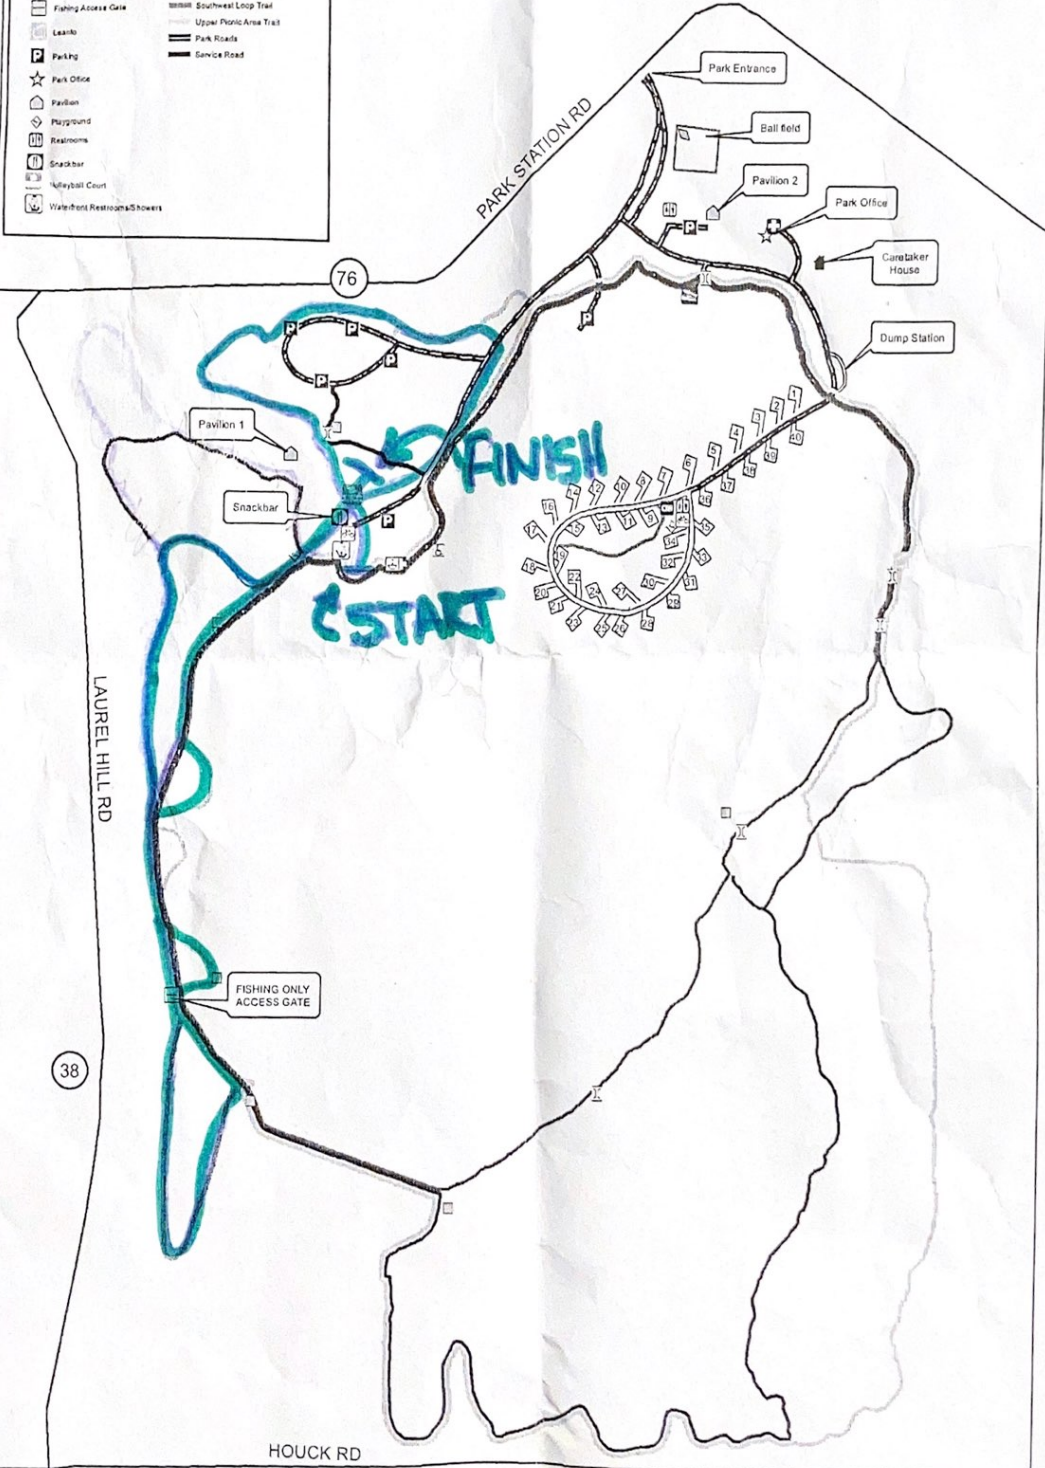 Fishing Access Gate
Leanto
Parking
Park Office
Pavilion
Playground
Restrooms
Snackbar
Volleyball Court
Waterfront Restrooms/Showers
Southwest Loop Trail
Upper Picnic Area Trail
Park Roads
Service Road
Park Entrance
PARK STATION RD
Ball field
Pavilion 2
Park Office
Caretaker
House
76
Dump Station
Pavilion 1
FINISH
Snackbar
START
LAUREL HILL RD
FISHING ONLY
ACCESS GATE
38
HOUCK RD